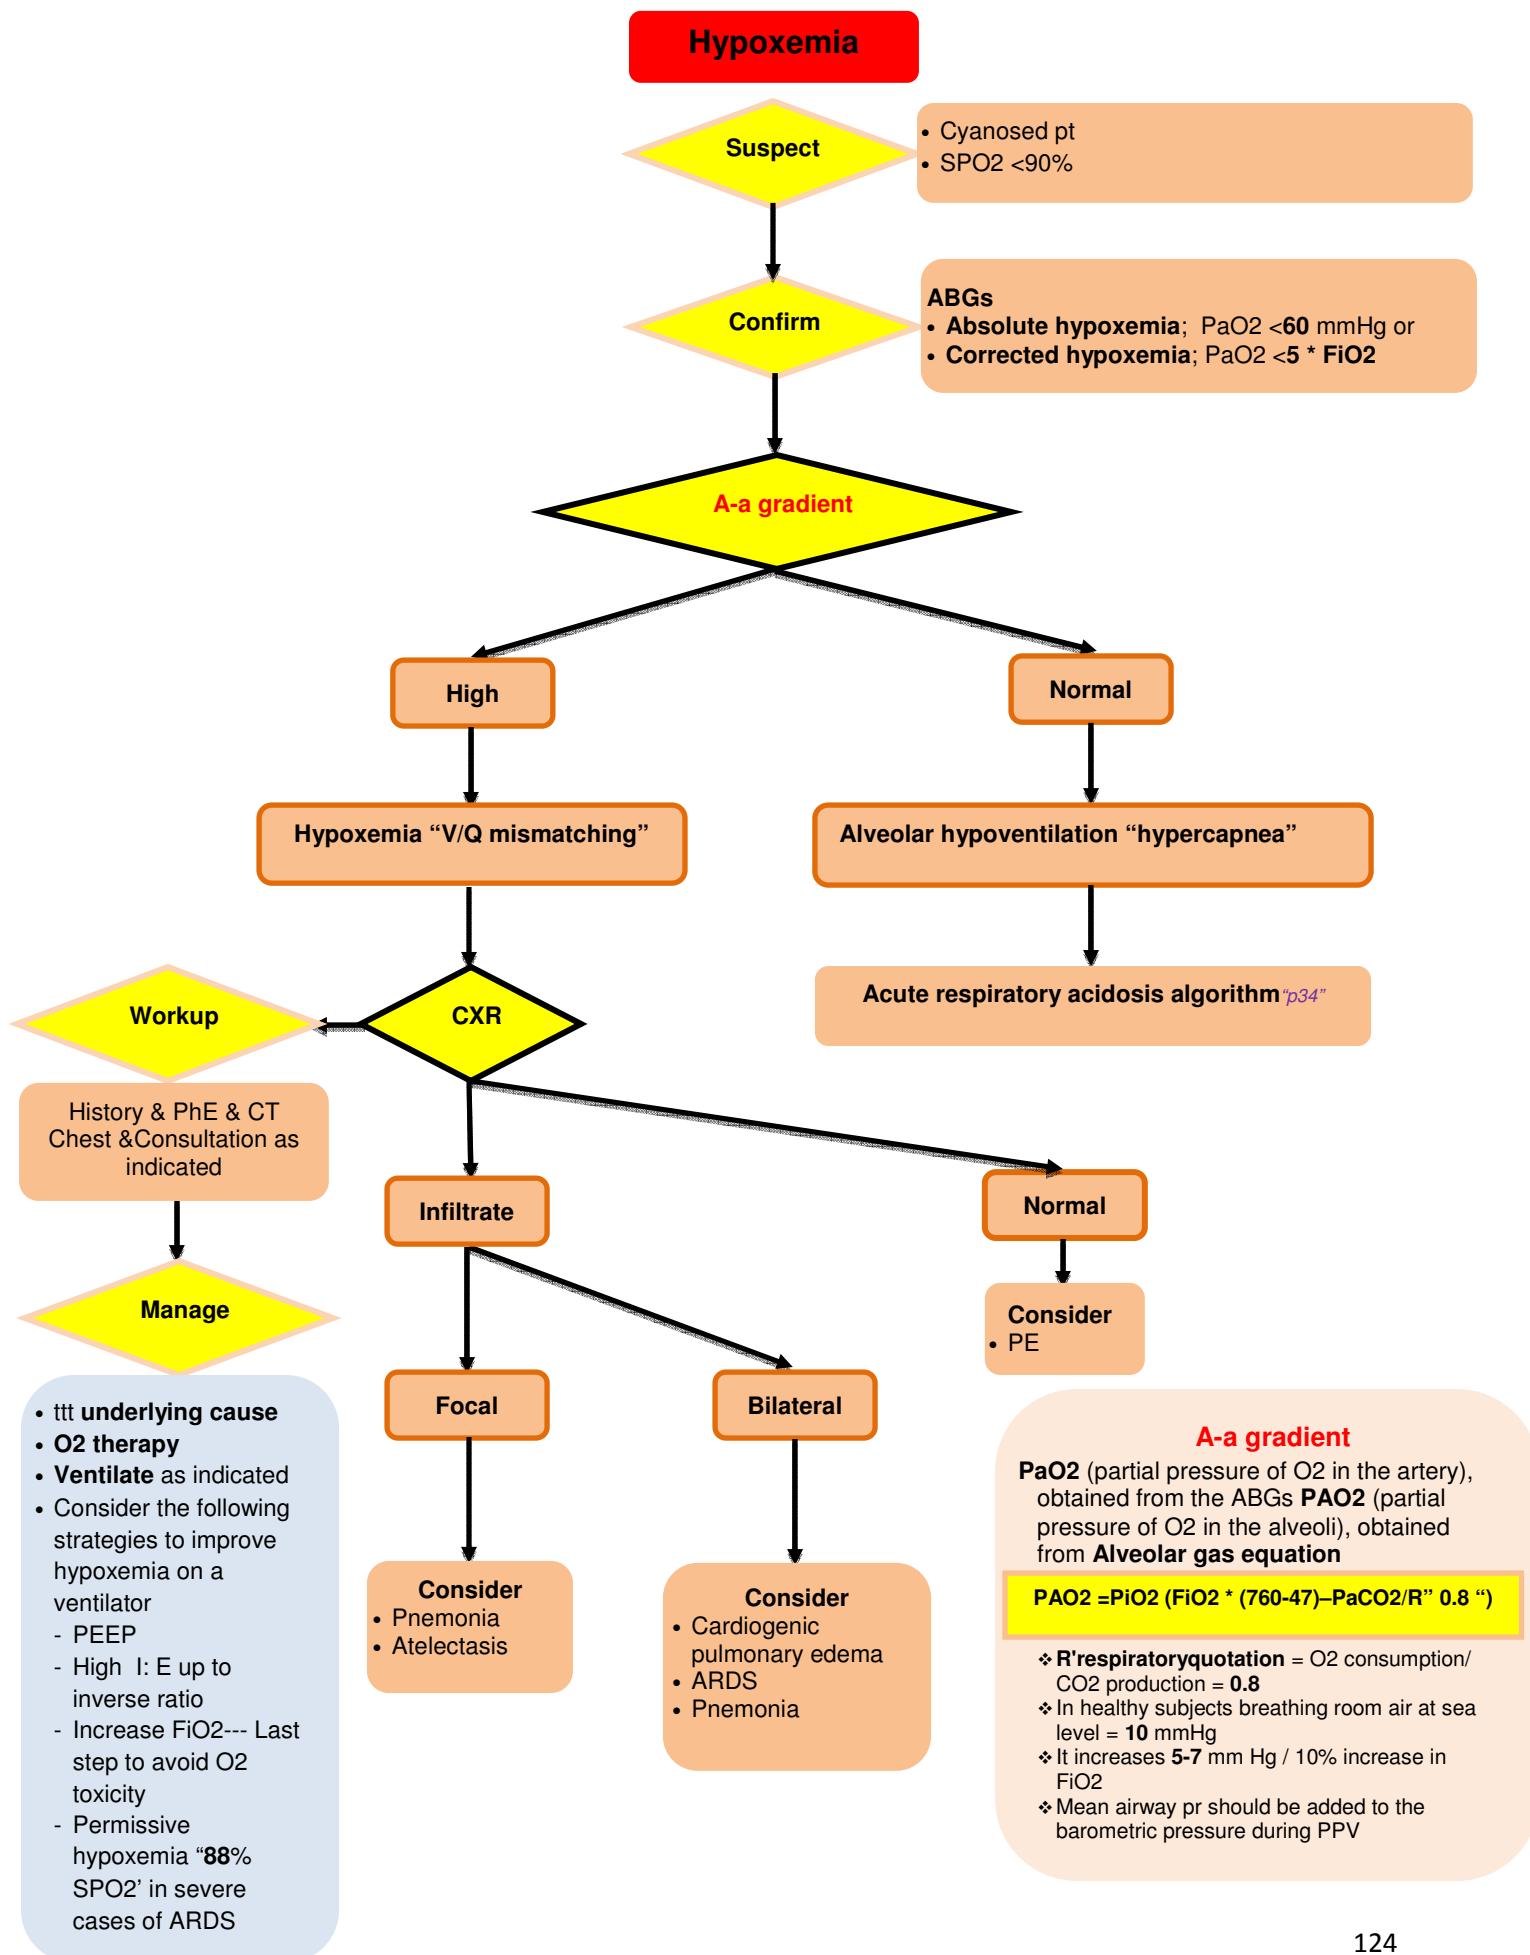 Hypoxemia
Suspect
• Cyanosed pt
• SPO2 <90%
Confirm
ABGs
• Absolute hypoxemia; PaO2 <60 mmHg or
• Corrected hypoxemia; PaO2 <5 * FiO2
A-a gradient
High
Normal
Hypoxemia “V/Q mismatching”
Alveolar hypoventilation “hypercapnea”
Acute respiratory acidosis algorithm“p34”
Workup
CXR
History & PhE & CT
Chest &Consultation as
indicated
Infiltrate
Normal
Manage
Consider
• PE
Focal
Bilateral
• ttt underlying cause
• O2 therapy
• Ventilate as indicated
• Consider the following
strategies to improve
hypoxemia on a
ventilator
- PEEP
- High I: E up to
inverse ratio
- Increase FiO2--- Last
step to avoid O2
toxicity
- Permissive
hypoxemia “88%
SPO2’ in severe
cases of ARDS
Consider
• Pnemonia
• Atelectasis
Consider
• Cardiogenic
pulmonary edema
• ARDS
• Pnemonia
A-a gradient
PaO2 (partial pressure of O2 in the artery),
obtained from the ABGs PAO2 (partial
pressure of O2 in the alveoli), obtained
from Alveolar gas equation
PAO2 =PiO2 (FiO2 * (760-47)–PaCO2/R” 0.8 “)
❖R'respiratoryquotation = O2 consumption/
CO2 production = 0.8
❖In healthy subjects breathing room air at sea
level = 10 mmHg
❖It increases 5-7 mm Hg / 10% increase in
FiO2
❖Mean airway pr should be added to the
barometric pressure during PPV
124